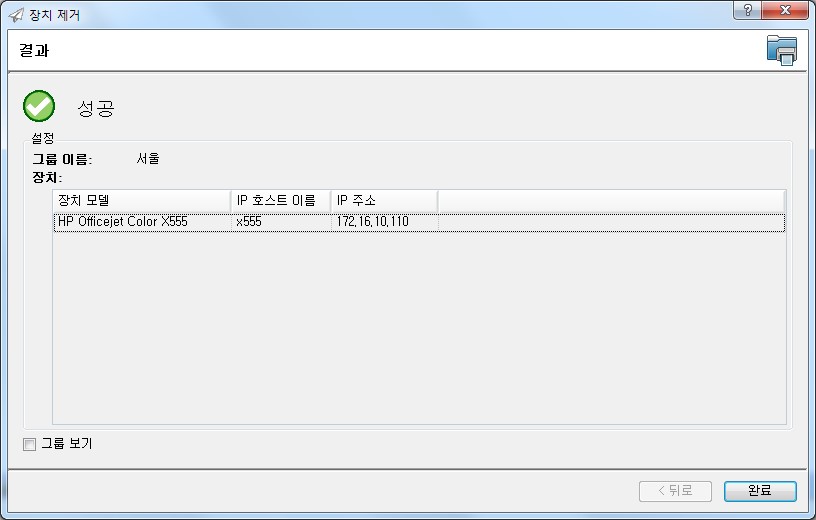 장치 제거
결과
성공
설정
그룹 이름: 서울
장치:
장치 모델 IP 호스트 이름 IP 주소
HP Officejet Color X555 x555 172.16.10.110
그룹 보기
< 뒤로 완료